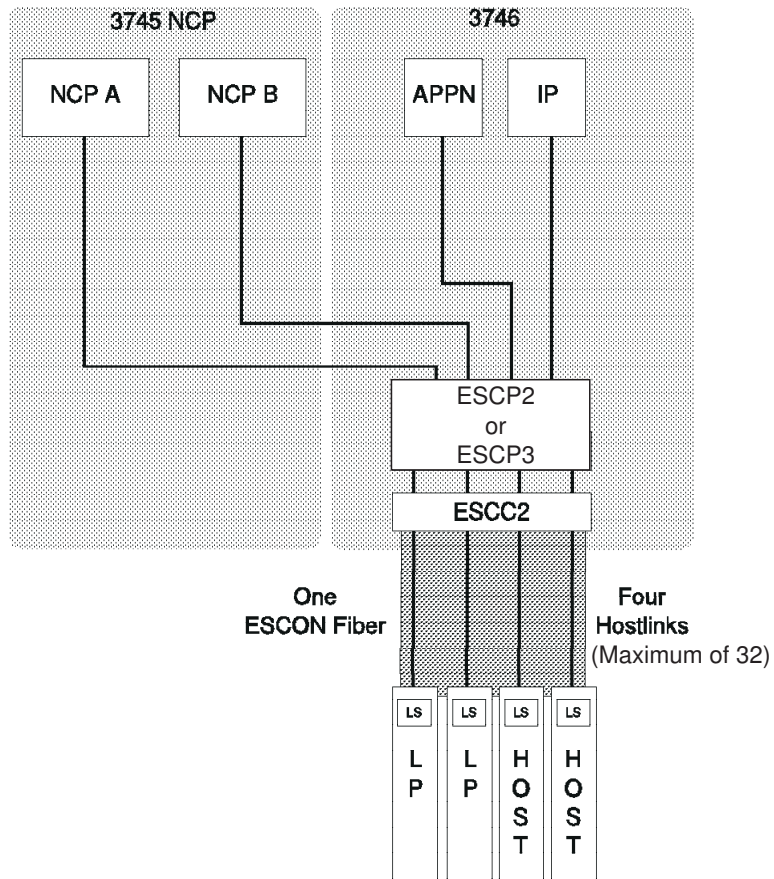 3745 NCP
3746
NCP A
NCP B
APPN
IP
ESCP2
or
ESCP3
ESCC2
One
ESCON Fiber
Four
Hostlinks
(Maximum of 32)
LS
LS
LS
LS
L
P
L
P
H
O
S
T
H
O
S
T